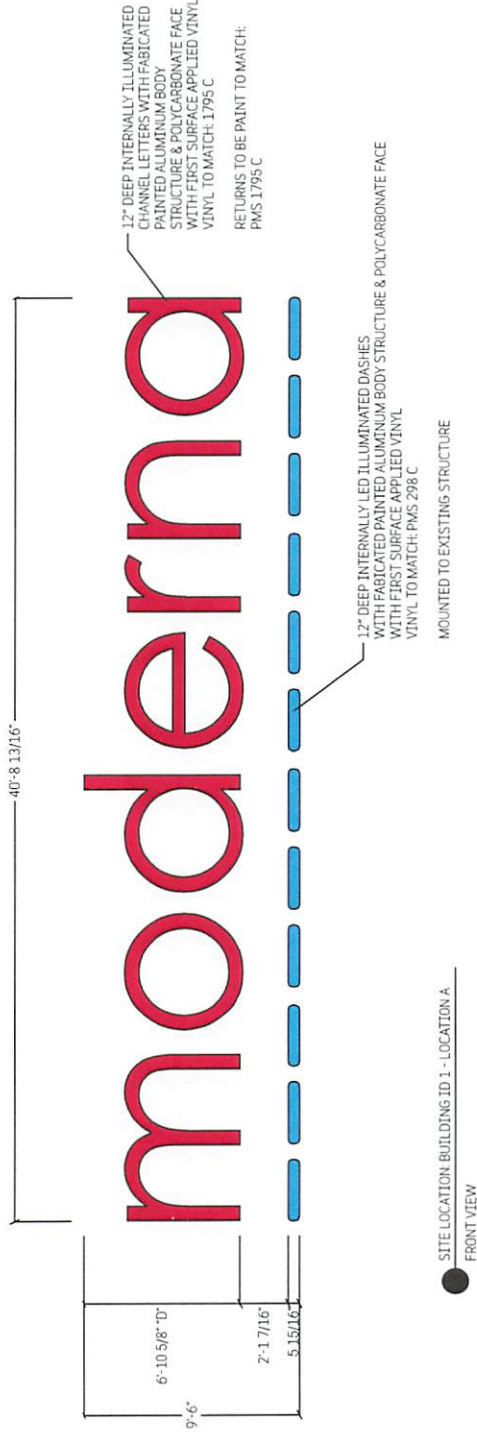 40'-8 13/16"
moderna
12" DEEP INTERNALLY ILLUMINATED
CHANNEL LETTERS WITH FABICATED
PAINTED ALUMINUM BODY
STRUCTURE & POLYCARBONATE FACE
WITH FIRST SURFACE APPLIED VINYL
VINYL TO MATCH: 1795 C
RETURNS TO BE PAINT TO MATCH:
PMS 1795 C
9'-6"
6'-10 5/8" "D"
2'-1 7/16"
5 15/16"
12" DEEP INTERNALLY LED ILLUMINATED DASHES
WITH FABICATED PAINTED ALUMINUM BODY STRUCTURE & POLYCARBONATE FACE
WITH FIRST SURFACE APPLIED VINYL
VINYL TO MATCH: PMS 298 C
MOUNTED TO EXISTING STRUCTURE
SITE LOCATION: BUILDING ID 1 - LOCATION A
FRONT VIEW